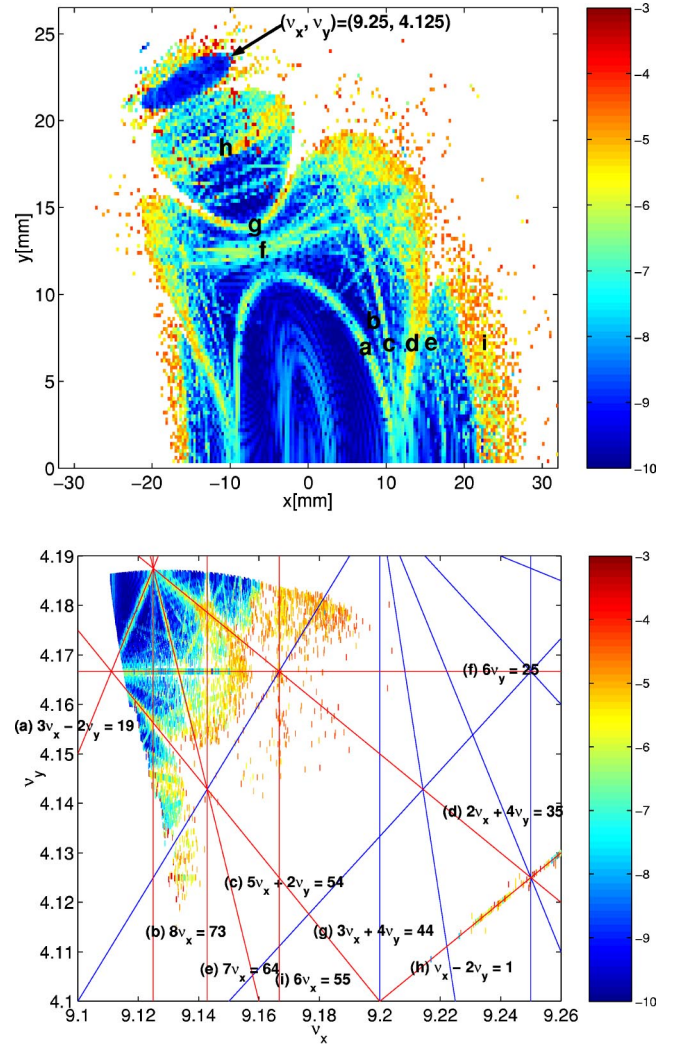 (νx, νy)=(9.25, 4.125)
25
20
15
10
5
0
y[mm]
−30
−20
−10
0
10
20
30
x[mm]
h
g
f
b
a
c
d
e
i
−3
−4
−5
−6
−7
−8
−9
−10
4.19
4.18
4.17
4.16
4.15
4.14
4.13
4.12
4.11
4.1
νy
(f) 6νy = 25
(a) 3νx − 2νy = 19
(d) 2νx + 4νy = 35
(c) 5νx + 2νy = 54
(b) 8νx = 73
(g) 3νx + 4νy = 44
(e) 7νx = 64
(h) νx − 2νy = 1
(i) 6νx = 55
9.1
9.12
9.14
9.16
9.18
9.2
9.22
9.24
9.26
νx
−3
−4
−5
−6
−7
−8
−9
−10